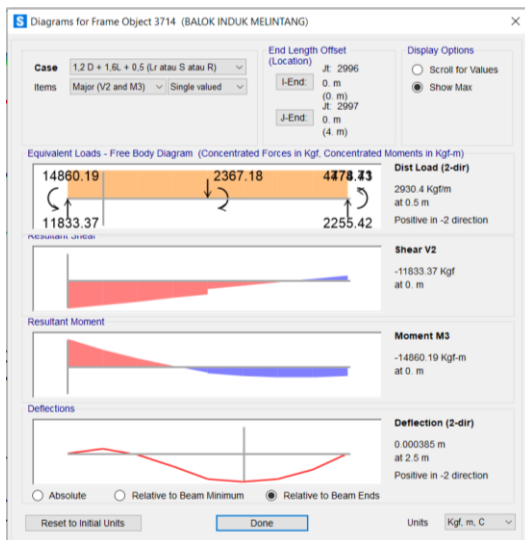 S Diagrams for Frame Object 3714 (BALOK INDUK MELINTANG)
Case 1,2 D + 1,6L + 0,5 (Lr atau S atau R)
Items Major (V2 and M3) Single valued
End Length Offset
(Location)
Jt: 2996
I-End: 0. m
(0. m)
Jt: 2997
J-End: 0. m
(4. m)
Display Options
Scroll for Values
Show Max
Equivalent Loads - Free Body Diagram (Concentrated Forces in Kgf, Concentrated Moments in Kgf-m)
14860.19 2367.18
11833.37 2255.42
Dist Load (2-dir)
2930.4 Kgf/m
at 0.5 m
Positive in -2 direction
Resultant Shear
Shear V2
-11833.37 Kgf
at 0. m
Resultant Moment
Moment M3
-14860.19 Kgf-m
at 0. m
Deflections
Deflection (2-dir)
0.000385 m
at 2.5 m
Positive in -2 direction
Absolute Relative to Beam Minimum Relative to Beam Ends
Reset to Initial Units Done Units Kgf, m, C